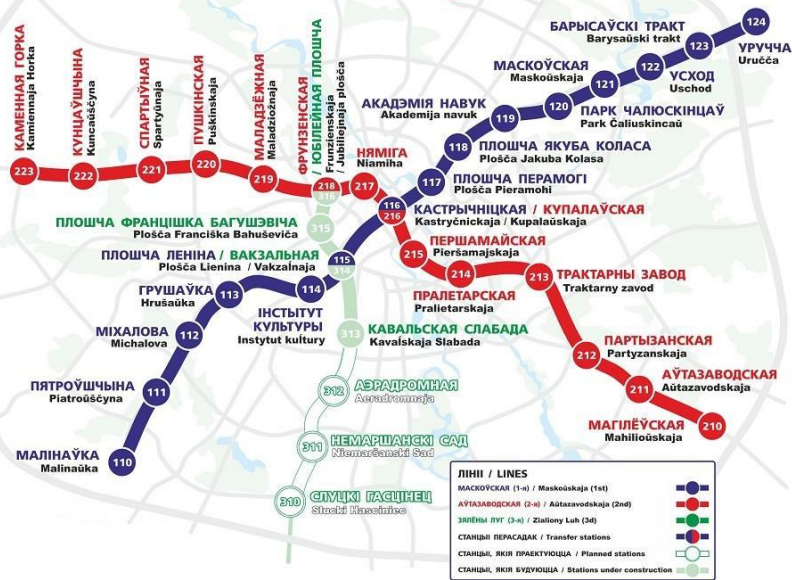 КАМЕННАЯ ГОРКА
Kamiennaja Horka
223
КУНЦАЎШЧЫНА
Kuncaŭščyna
222
СПАРТЫЎНАЯ
Spartyŭnaja
221
ПУШКІНСКАЯ
Puškinskaja
220
МАЛАДЗЁЖНАЯ
Maladziožnaja
219
ФРУНЗЕНСКАЯ
/ ЮБІЛЕЙНАЯ ПЛОШЧА
Frunzienskaja
/ Jubiliejnaja plošča
218
316
НЯМІГА
Niamiha
217
КАСТРЫЧНІЦКАЯ / КУПАЛАЎСКАЯ
Kastryčnickaja / Kupalaŭskaja
116
216
ПЕРШАМАЙСКАЯ
Pieršamajskaja
215
ПРАЛЕТАРСКАЯ
Pralietarskaja
214
ТРАКТАРНЫ ЗАВОД
Traktarny zavod
213
ПАРТЫЗАНСКАЯ
Partyzanskaja
212
АЎТАЗАВОДСКАЯ
Aŭtazavodskaja
211
МАГІЛЁЎСКАЯ
Mahilioŭskaja
210
УРУЧЧА
Uručča
124
БАРЫСАЎСКІ ТРАКТ
Barysaŭski trakt
123
УСХОД
Uschod
122
МАСКОЎСКАЯ
Maskoŭskaja
121
ПАРК ЧАЛЮСКІНЦАЎ
Park Čaliuskincaŭ
120
АКАДЭМІЯ НАВУК
Akademija navuk
119
ПЛОШЧА ЯКУБА КОЛАСА
Plošča Jakuba Kolasa
118
ПЛОШЧА ПЕРАМОГІ
Plošča Pieramohi
117
ПЛОШЧА ФРАНЦІШКА БАГУШЭВІЧА
Plošča Franciška Bahuševiča
315
ПЛОШЧА ЛЕНІНА / ВАКЗАЛЬНАЯ
Plošča Lienina / Vakzaĺnaja
115
314
ІНСТЫТУТ
КУЛЬТУРЫ
Instytut kuĺtury
114
ГРУШАЎКА
Hrušaŭka
113
МІХАЛОВА
Michalova
112
ПЯТРОЎШЧЫНА
Piatroŭščyna
111
МАЛІНАЎКА
Malinaŭka
110
КАВАЛЬСКАЯ СЛАБАДА
Kavaĺskaja Slabada
313
АЭРАДРОМНАЯ
Aeradromnaja
312
НЕМАРШАНСКІ САД
Niemaršanski Sad
311
СЛУЦКІ ГАСЦІНЕЦ
Slucki Hasciniec
310
ЛІНІІ / LINES
МАСКОЎСКАЯ (1-я) / Maskoŭskaja (1st)
АЎТАЗАВОДСКАЯ (2-я) / Aŭtazavodskaja (2nd)
ЗЯЛЁНЫ ЛУГ (3-я) / Zialiony Luh (3d)
СТАНЦЫІ ПЕРАСАДАК / Transfer stations
СТАНЦЫІ, ЯКІЯ ПРАЕКТУЮЦЦА / Planned stations
СТАНЦЫІ, ЯКІЯ БУДУЮЦЦА / Stations under construction